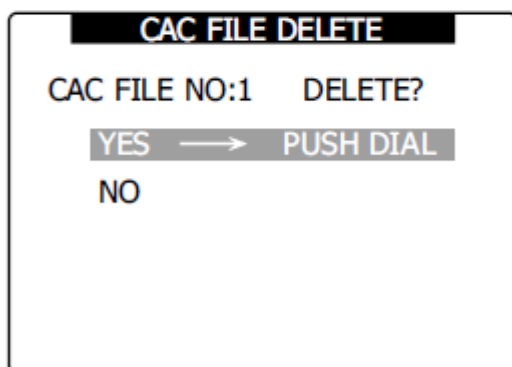 CAC FILE DELETE
CAC FILE NO:1 DELETE?
YES → PUSH DIAL
NO